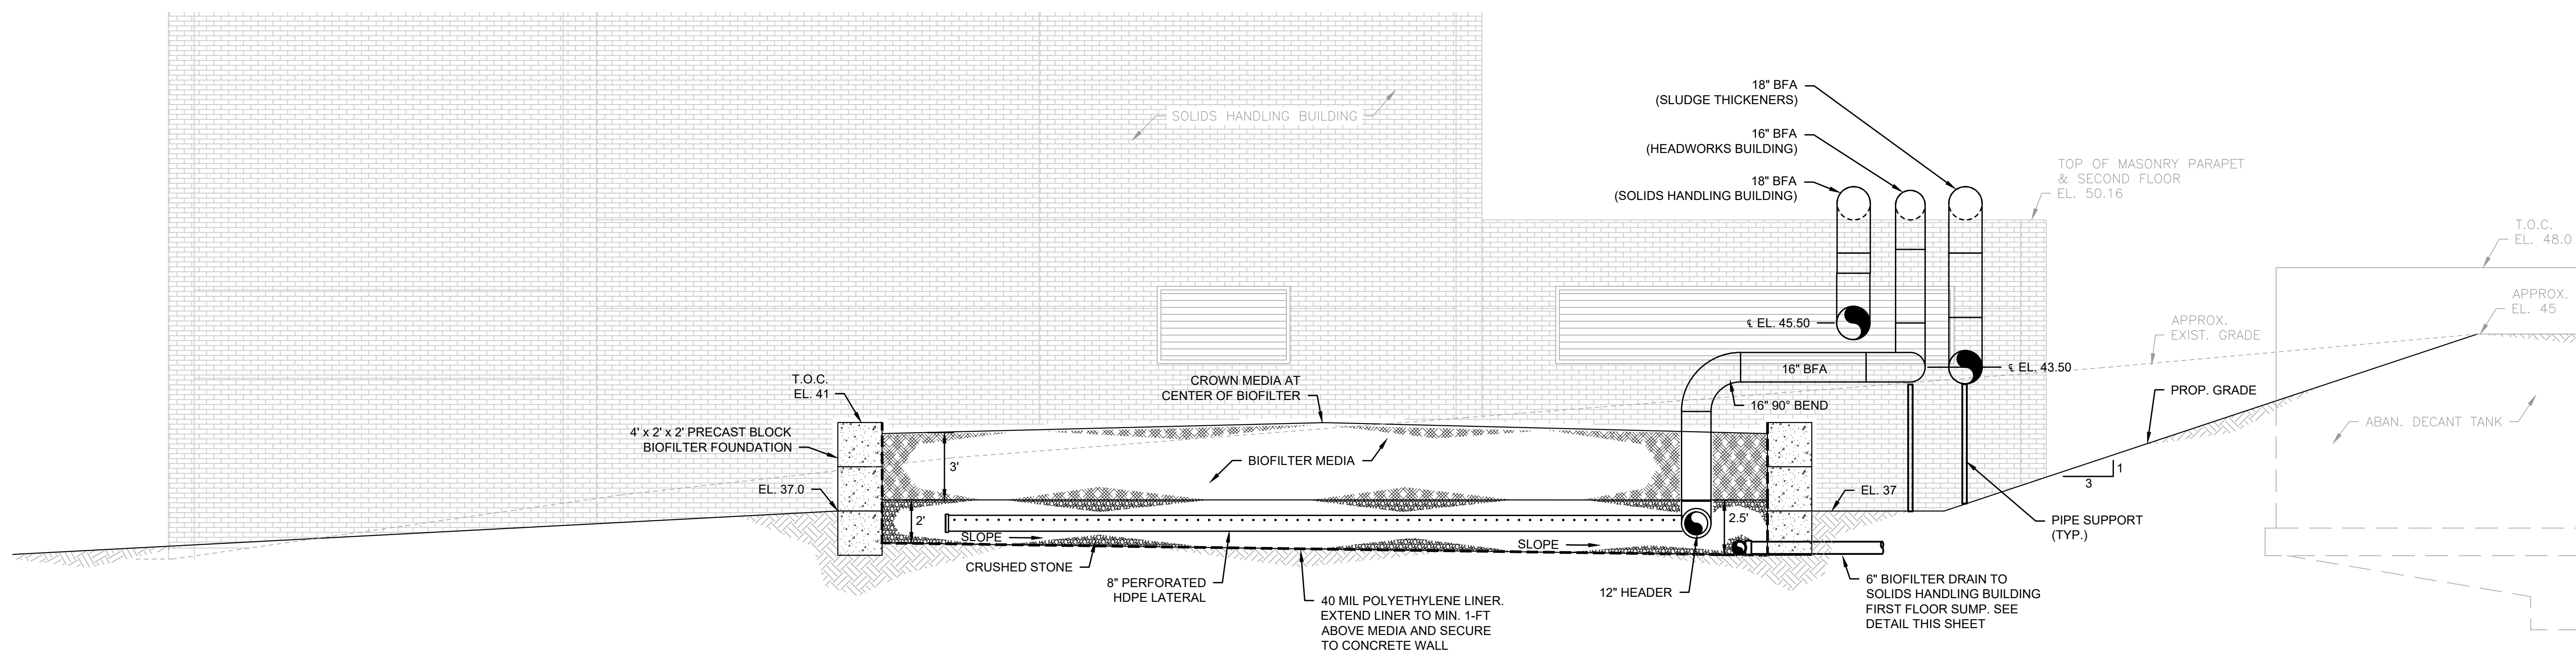 18" BFA
(SLUDGE THICKENERS)
SOLIDS HANDLING BUILDING
16" BFA
(HEADWORKS BUILDING)
18" BFA
(SOLIDS HANDLING BUILDING)
TOP OF MASONRY PARAPET
& SECOND FLOOR
EL. 50.16
T.O.C.
EL. 48.0
APPROX.
EL. 45
APPROX.
EXIST. GRADE
℄ EL. 45.50
℄ EL. 43.50
16" BFA
T.O.C.
EL. 41
CROWN MEDIA AT
CENTER OF BIOFILTER
16" 90° BEND
PROP. GRADE
ABAN. DECANT TANK
4' x 2' x 2' PRECAST BLOCK
BIOFILTER FOUNDATION
3'
BIOFILTER MEDIA
1
3
EL. 37.0
EL. 37
2'
2.5'
PIPE SUPPORT
(TYP.)
SLOPE
SLOPE
CRUSHED STONE
8" PERFORATED
HDPE LATERAL
12" HEADER
40 MIL POLYETHYLENE LINER.
EXTEND LINER TO MIN. 1-FT
ABOVE MEDIA AND SECURE
TO CONCRETE WALL
6" BIOFILTER DRAIN TO
SOLIDS HANDLING BUILDING
FIRST FLOOR SUMP. SEE
DETAIL THIS SHEET